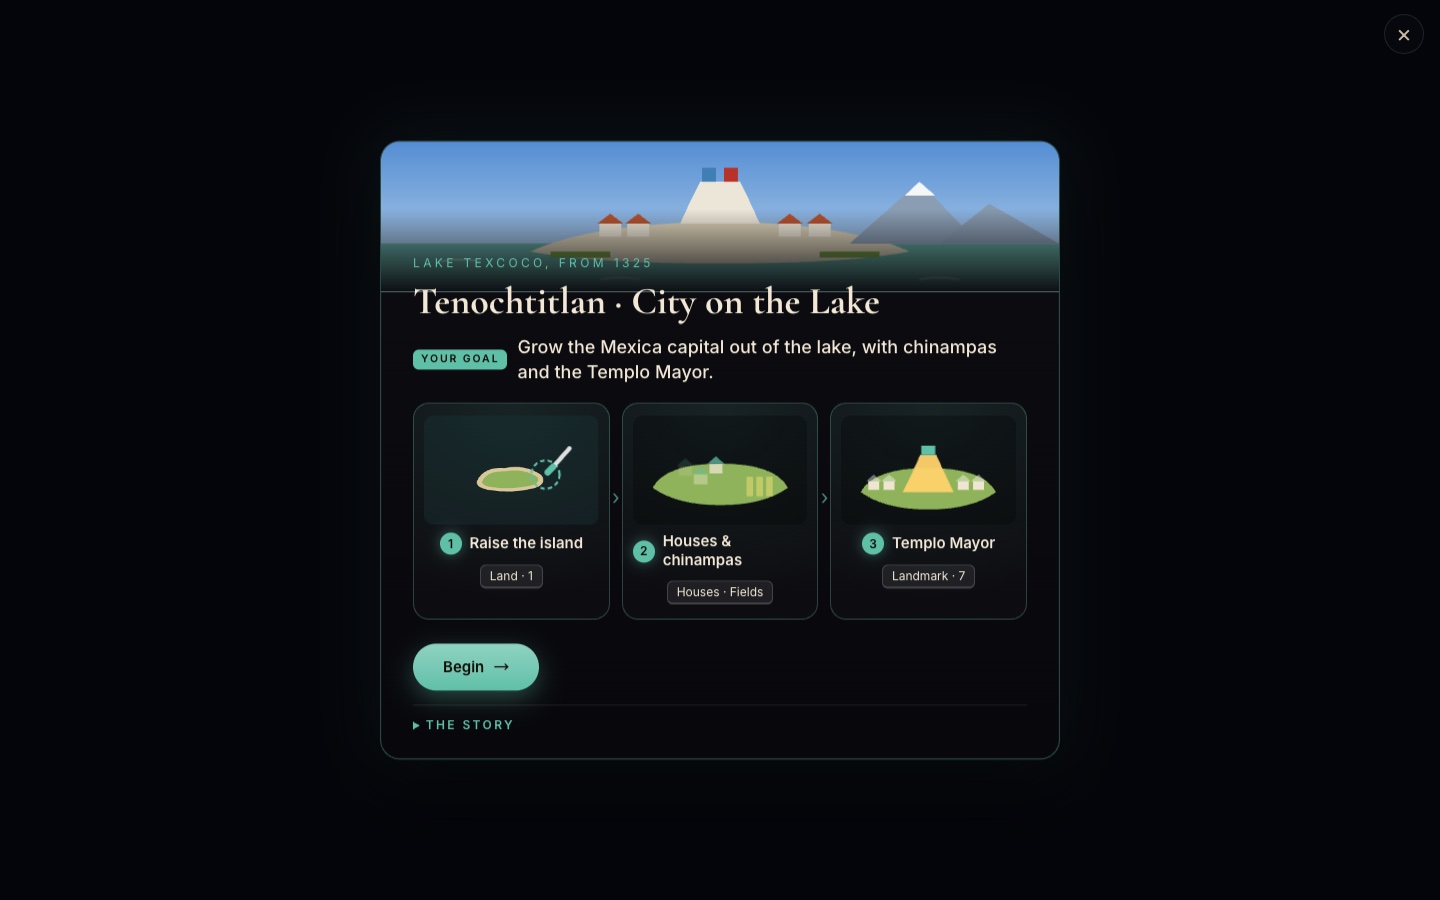 ×
LAKE TEXCOCO, FROM 1325
Tenochtitlan · City on the Lake
YOUR GOAL
Grow the Mexica capital out of the lake, with chinampas
and the Templo Mayor.
1 Raise the island
Land · 1
›
2 Houses &
chinampas
Houses · Fields
›
3 Templo Mayor
Landmark · 7
Begin →
▸ THE STORY